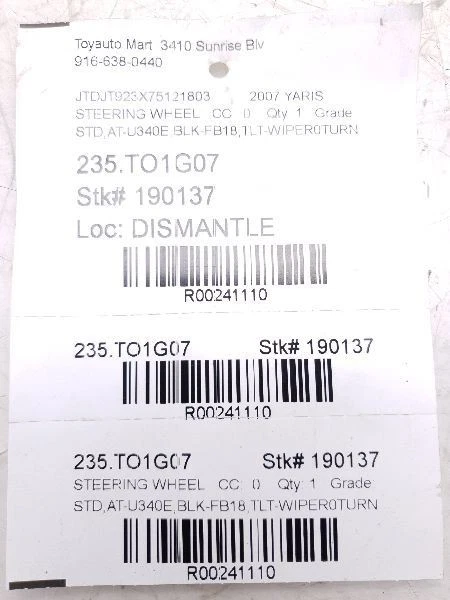 Toyauto Mart 3410 Sunrise Blv
916-638-0440
JTDJT923X75121803 2007 YARIS
STEERING WHEEL CC: 0 Qty: 1 Grade
STD,AT-U340E,BLK-FB18,TLT-WIPER0TURN
235.TO1G07
Stk# 190137
Loc: DISMANTLE
R00241110
235.TO1G07 Stk# 190137
R00241110
235.TO1G07 Stk# 190137
STEERING WHEEL CC: 0 Qty: 1 Grade
STD,AT-U340E,BLK-FB18,TLT-WIPER0TURN
R00241110